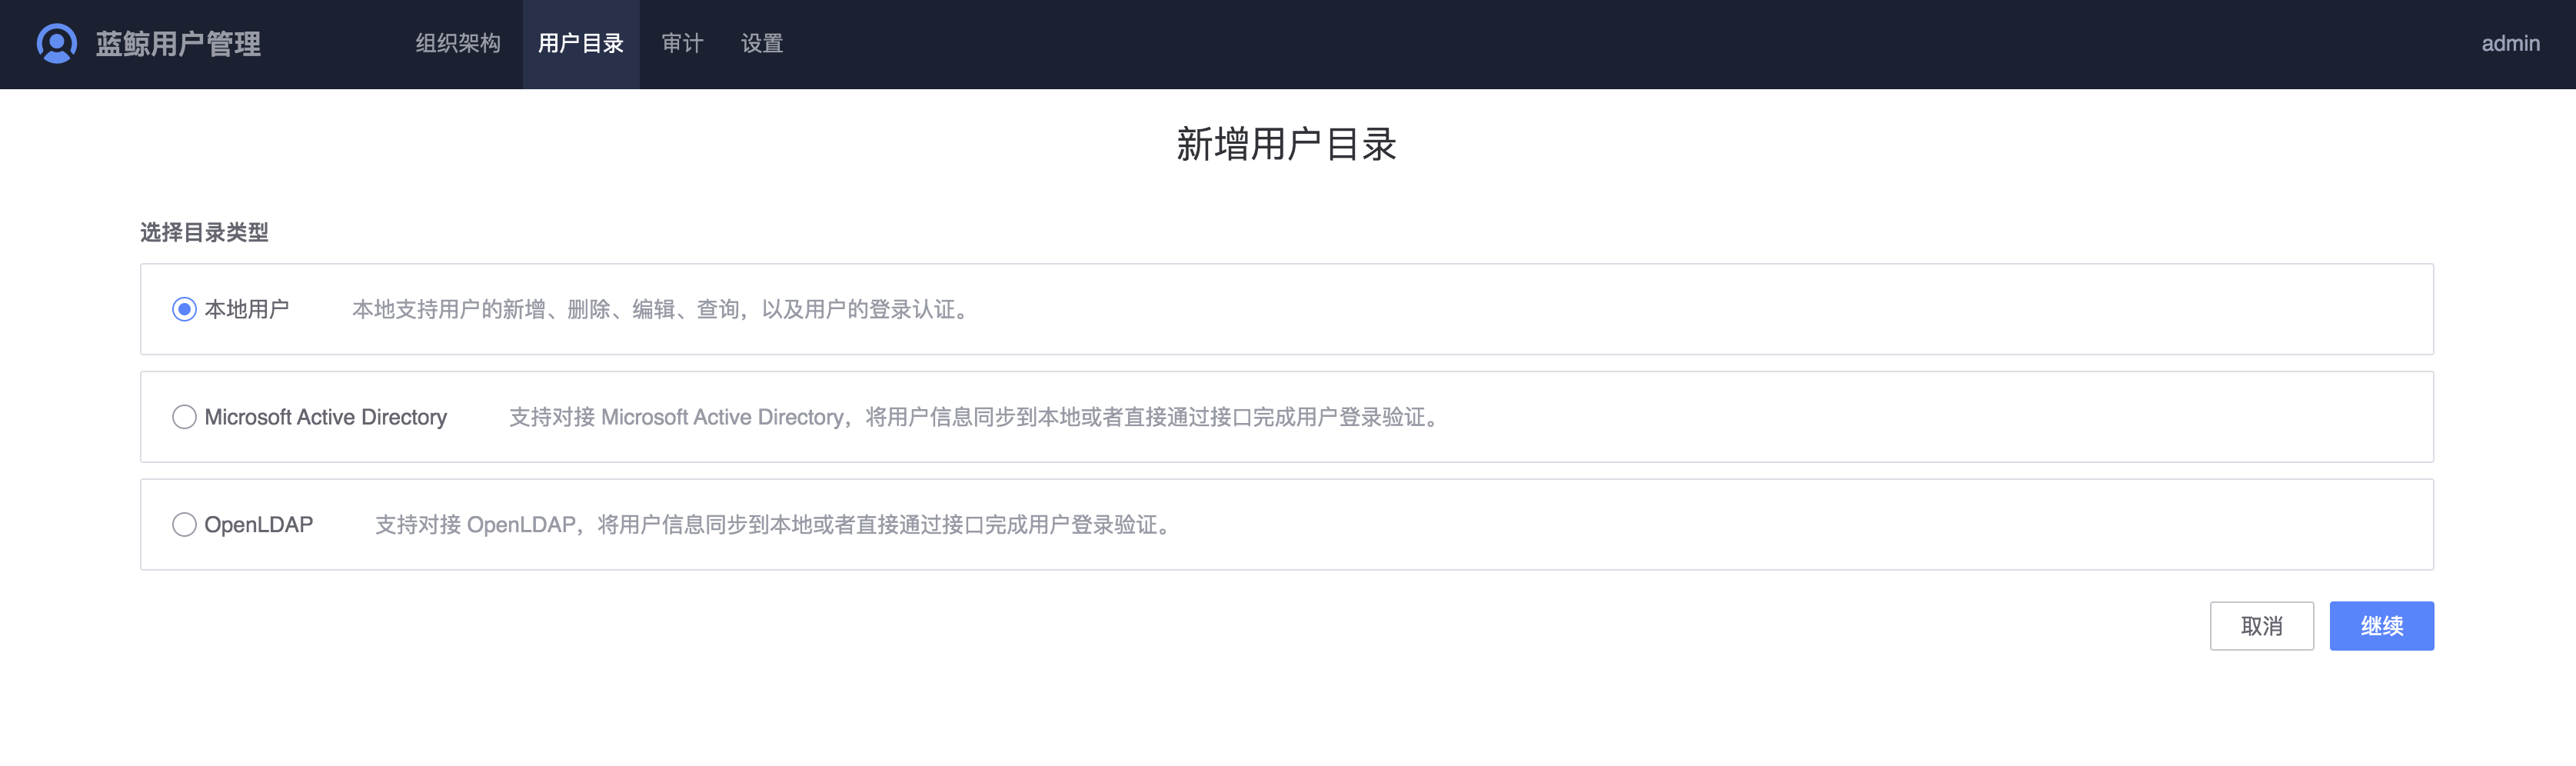 蓝鲸用户管理 组织架构 用户目录 审计 设置 admin
新增用户目录
选择目录类型
本地用户 本地支持用户的新增、删除、编辑、查询，以及用户的登录认证。
Microsoft Active Directory 支持对接 Microsoft Active Directory，将用户信息同步到本地或者直接通过接口完成用户登录验证。
OpenLDAP 支持对接 OpenLDAP，将用户信息同步到本地或者直接通过接口完成用户登录验证。
取消 继续